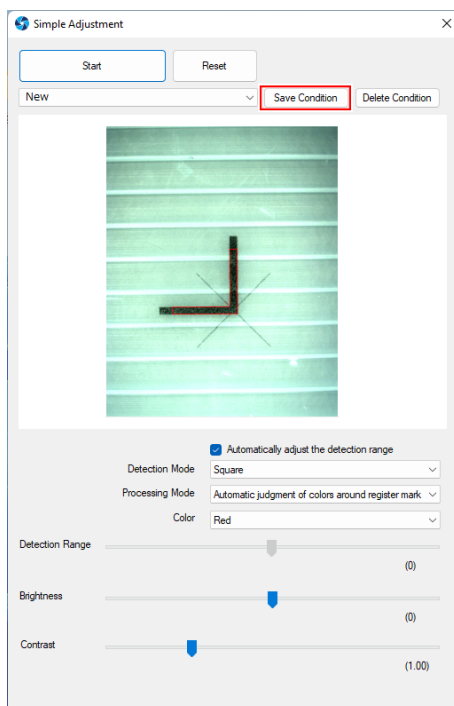 Simple Adjustment
Start Reset
New Save Condition Delete Condition
Automatically adjust the detection range
Detection Mode Square
Processing Mode Automatic judgment of colors around register mark
Color Red
Detection Range
(0)
Brightness
(0)
Contrast
(1.00)